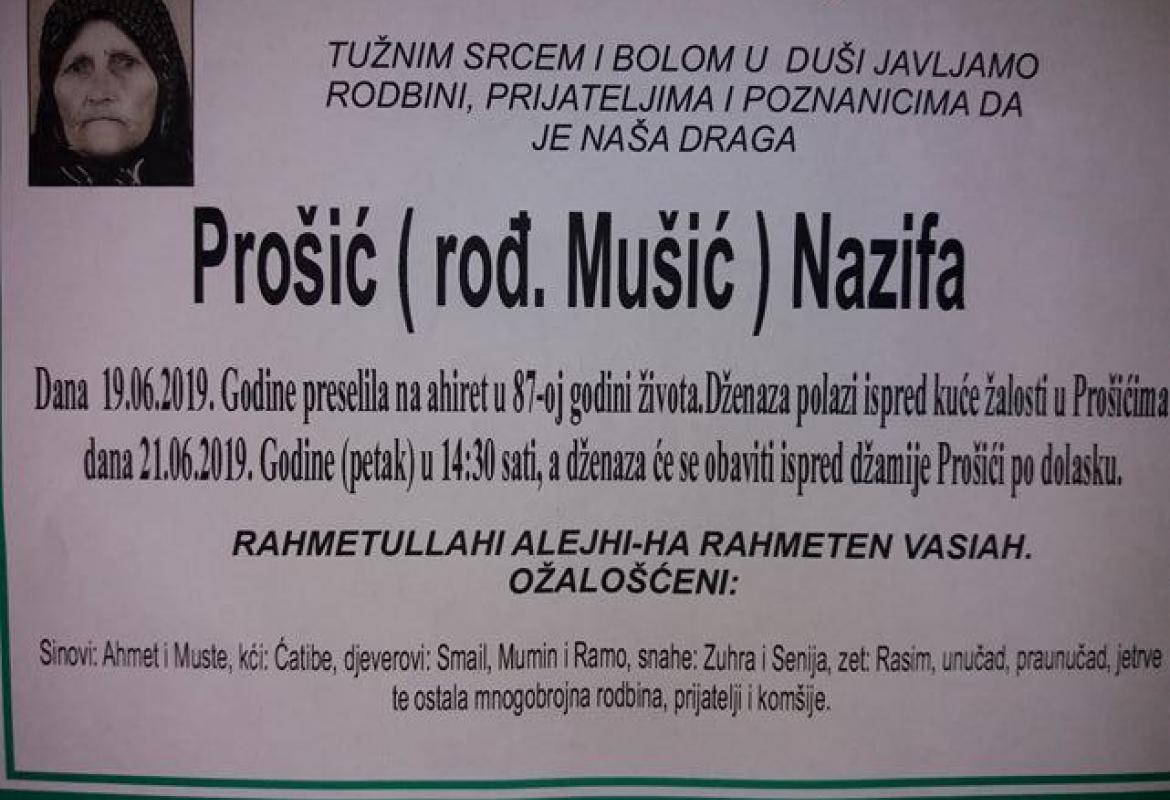 TUŽNIM SRCEM I BOLOM U DUŠI JAVLJAMO
RODBINI, PRIJATELJIMA I POZNANICIMA DA
JE NAŠA DRAGA
Prošić ( rođ. Mušić ) Nazifa
Dana 19.06.2019. Godine preselila na ahiret u 87-oj godini života.Dženaza polazi ispred kuće žalosti u Prošićima
dana 21.06.2019. Godine (petak) u 14:30 sati, a dženaza će se obaviti ispred džamije Prošići po dolasku.
RAHMETULLAHI ALEJHI-HA RAHMETEN VASIAH.
OŽALOŠĆENI:
Sinovi: Ahmet i Muste, kći: Ćatibe, djeverovi: Smail, Mumin i Ramo, snahe: Zuhra i Senija, zet: Rasim, unučad, praunučad, jetrve
te ostala mnogobrojna rodbina, prijatelji i komšije.